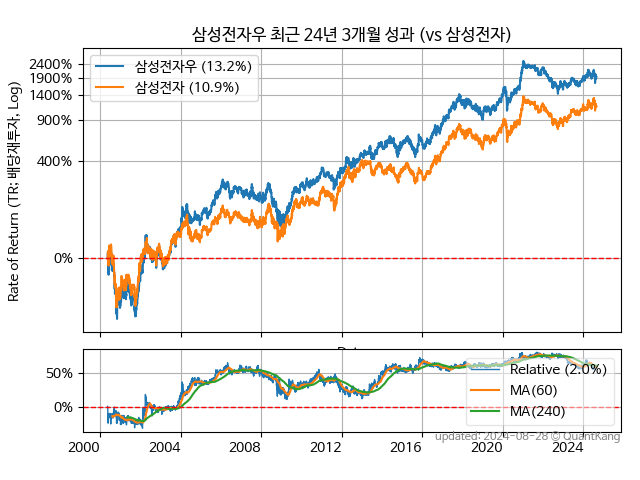 삼성전자우 최근 24년 3개월 성과 (vs 삼성전자)
Rate of Return (TR; 배당재투자, Log)
2400%
1900%
1400%
900%
400%
0%
삼성전자우 (13.2%)
삼성전자 (10.9%)
50%
0%
Relative (2.0%)
MA(60)
MA(240)
2000 2004 2008 2012 2016 2020 2024
updated: 2024-08-28 © QuantKang